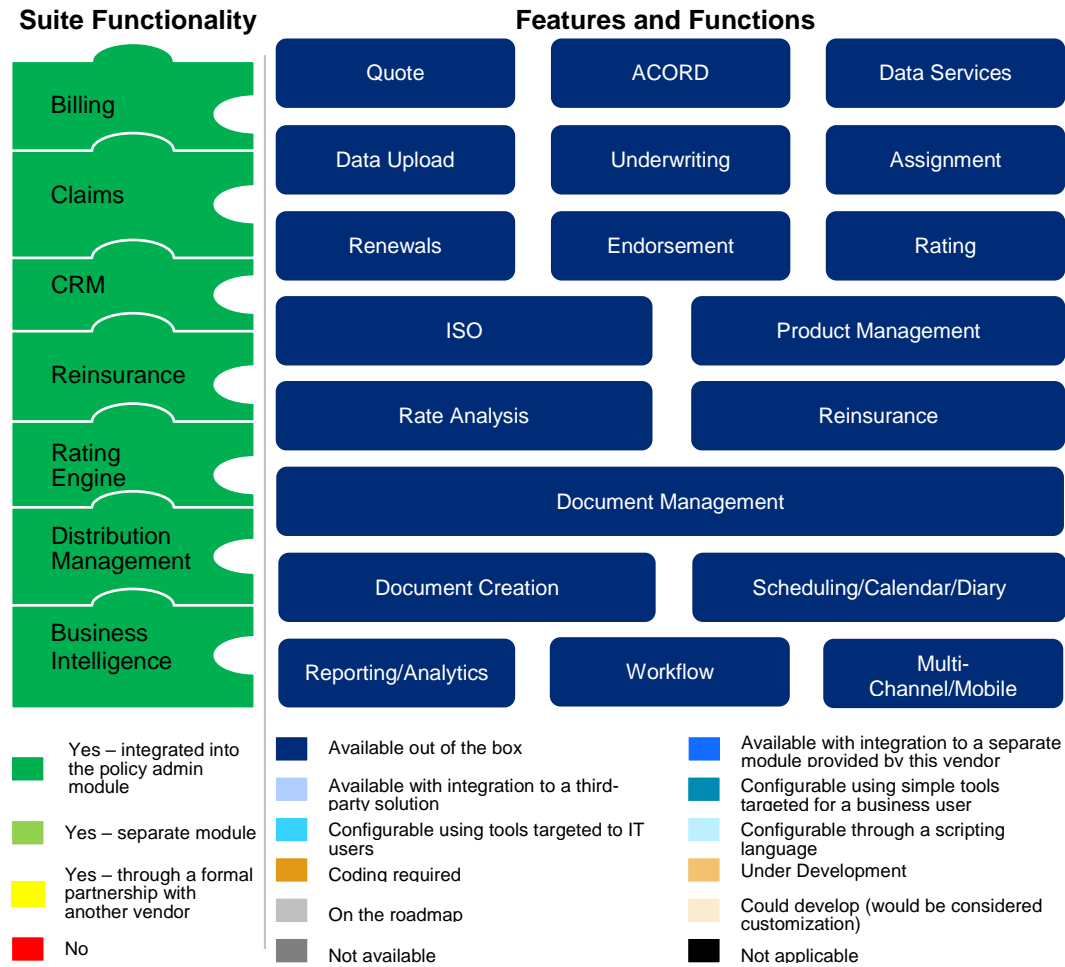 Suite Functionality
Features and Functions
Billing
Claims
CRM
Reinsurance
Rating
Engine
Distribution
Management
Business
Intelligence
Quote
ACORD
Data Services
Data Upload
Underwriting
Assignment
Renewals
Endorsement
Rating
ISO
Product Management
Rate Analysis
Reinsurance
Document Management
Document Creation
Scheduling/Calendar/Diary
Reporting/Analytics
Workflow
Multi-
Channel/Mobile
Yes – integrated into
the policy admin
module
Yes – separate module
Yes – through a formal
partnership with
another vendor
No
Available out of the box
Available with integration to a third-
party solution
Configurable using tools targeted to IT
users
Coding required
On the roadmap
Not available
Available with integration to a separate
module provided by this vendor
Configurable using simple tools
targeted for a business user
Configurable through a scripting
language
Under Development
Could develop (would be considered
customization)
Not applicable